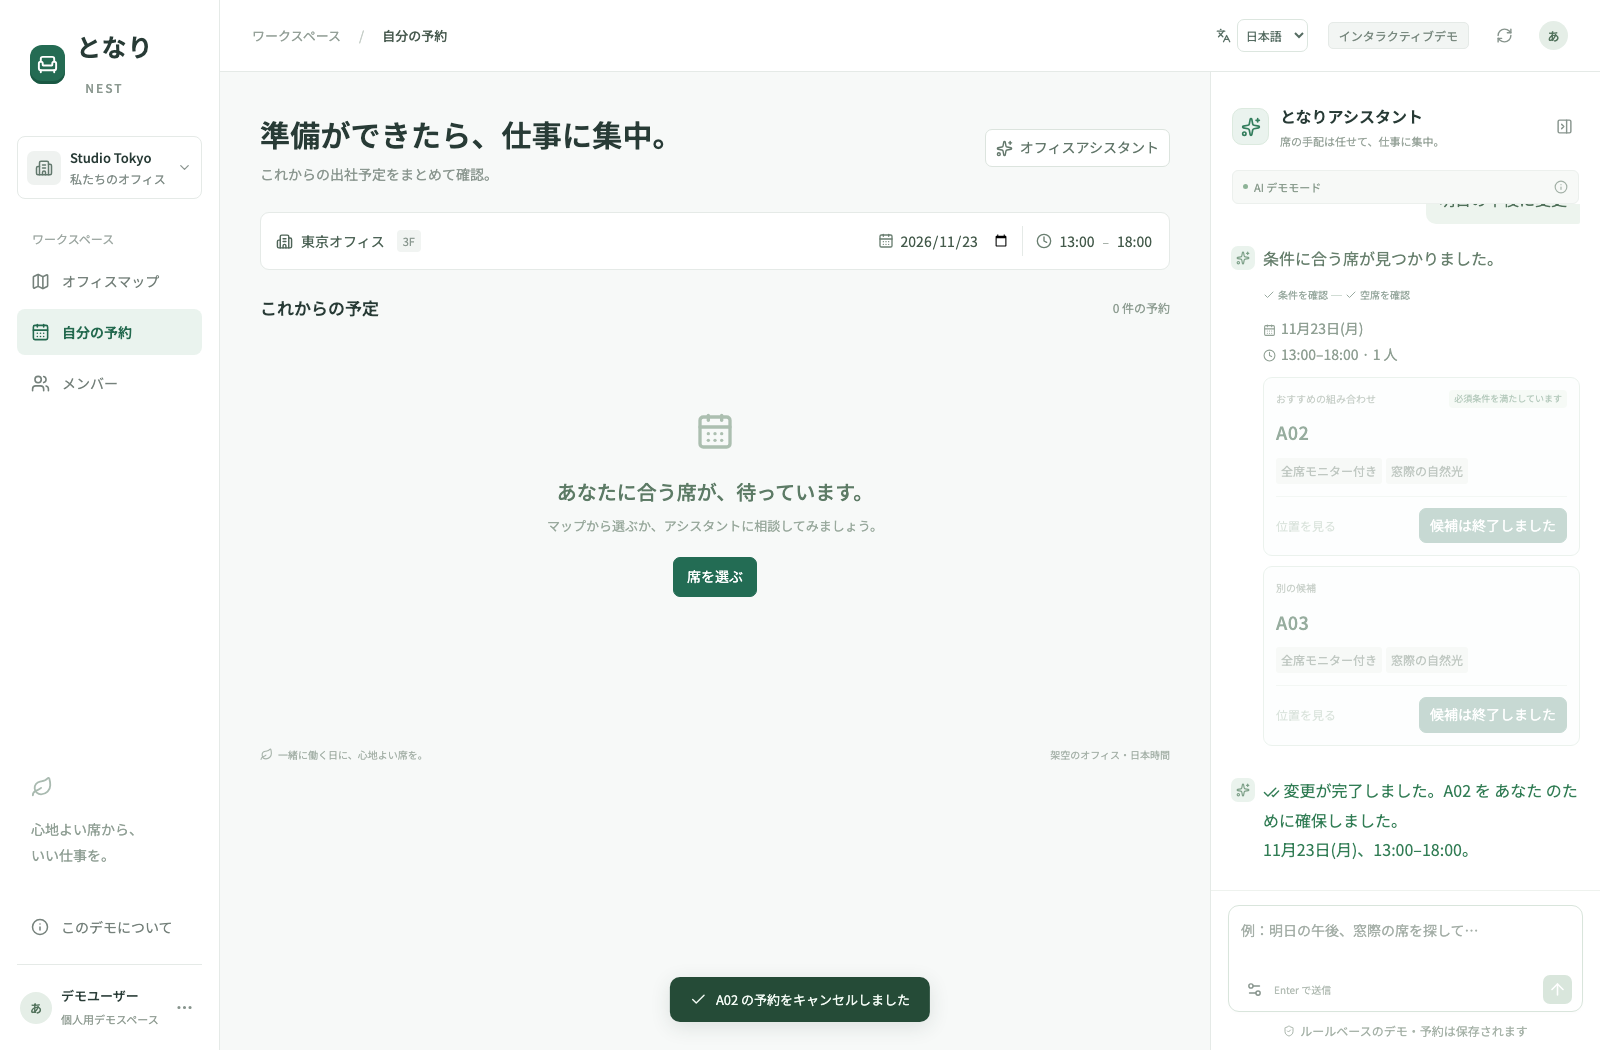 となり
NEST
Studio Tokyo
私たちのオフィス
ワークスペース
オフィスマップ
自分の予約
メンバー
心地よい席から、
いい仕事を。
このデモについて
あ
デモユーザー
個人用デモスペース
ワークスペース / 自分の予約
日本語
インタラクティブデモ
あ
準備ができたら、仕事に集中。
これからの出社予定をまとめて確認。
オフィスアシスタント
東京オフィス 3F
2026/11/23
13:00 – 18:00
これからの予定
0 件の予約
あなたに合う席が、待っています。
マップから選ぶか、アシスタントに相談してみましょう。
席を選ぶ
一緒に働く日に、心地よい席を。
架空のオフィス・日本時間
A02 の予約をキャンセルしました
となりアシスタント
席の手配は任せて、仕事に集中。
AI デモモード
明日の午後に変更
条件に合う席が見つかりました。
条件を確認 — 空席を確認
11月23日(月)
13:00–18:00 · 1 人
おすすめの組み合わせ
必須条件を満たしています
A02
全席モニター付き 窓際の自然光
位置を見る
候補は終了しました
別の候補
A03
全席モニター付き 窓際の自然光
位置を見る
候補は終了しました
変更が完了しました。A02 を あなた のた
めに確保しました。
11月23日(月)、13:00–18:00。
例：明日の午後、窓際の席を探して…
Enter で送信
ルールベースのデモ・予約は保存されます